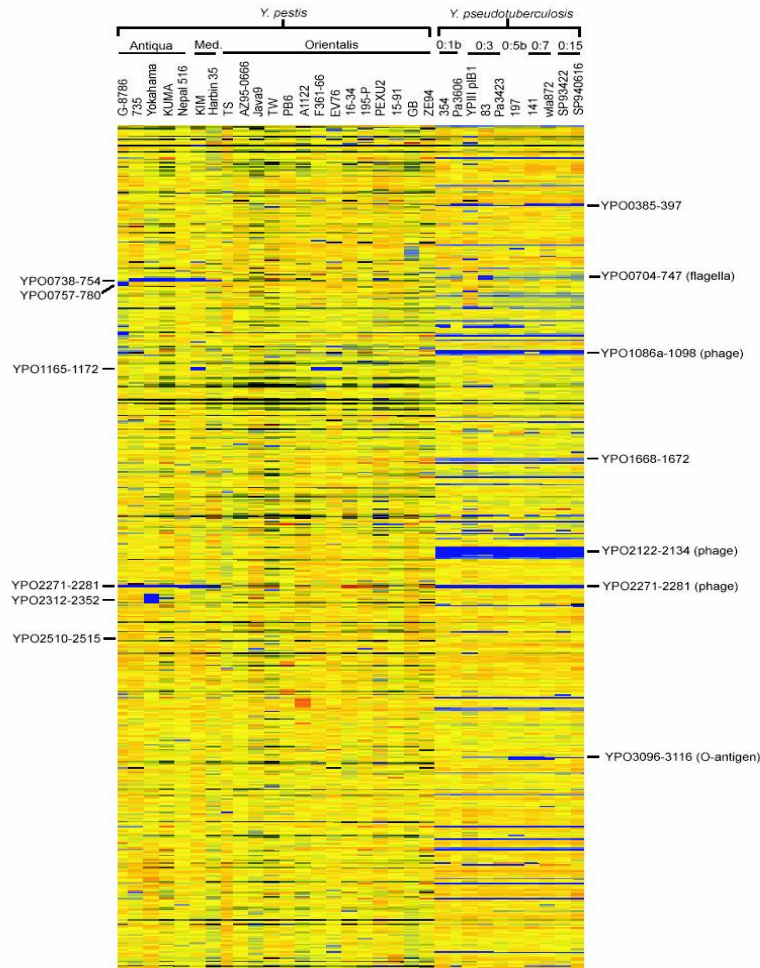 Y. pestis
Y. pseudotuberculosis
Antiqua
Med.
Orientalis
0:1b
0:3
0:5b
0:7
0:15
G-8786
735
Yokahama
KUMA
Nepal 516
KIM
Harbin 35
TS
AZ95-0666
Java9
TW
PB6
A1122
F361-66
EV76
16-34
195-P
PEXU2
15-91
GB
ZE94
354
Pa3606
YPIII pIB1
83
Pa3423
197
141
wla872
SP93422
SP940616
YPO0385-397
YPO0738-754
YPO0704-747 (flagella)
YPO0757-780
YPO1086a-1098 (phage)
YPO1165-1172
YPO1668-1672
YPO2122-2134 (phage)
YPO2271-2281
YPO2271-2281 (phage)
YPO2312-2352
YPO2510-2515
YPO3096-3116 (O-antigen)